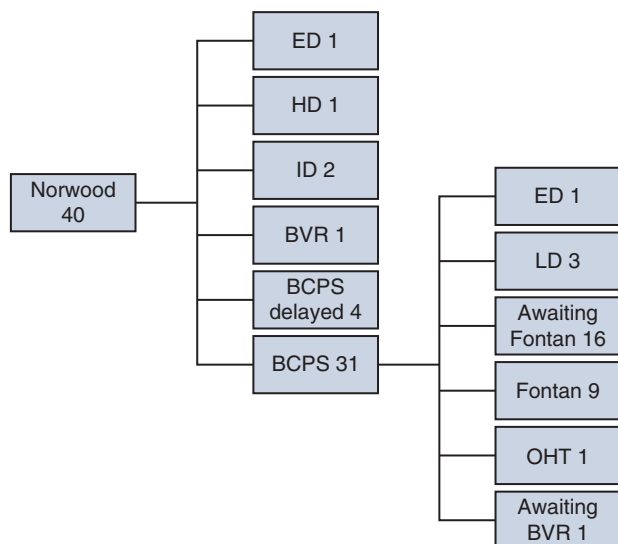 Norwood
40
ED 1
HD 1
ID 2
BVR 1
BCPS
delayed 4
BCPS 31
ED 1
LD 3
Awaiting
Fontan 16
Fontan 9
OHT 1
Awaiting
BVR 1